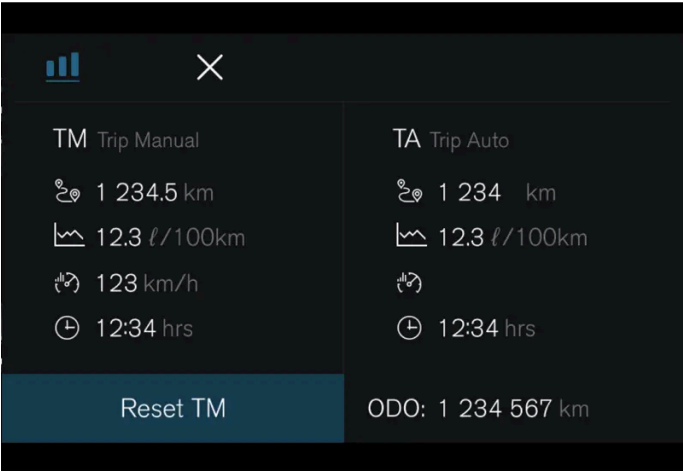 TM Trip Manual
1 234.5 km
12.3 ℓ/100km
123 km/h
12:34 hrs
Reset TM
TA Trip Auto
1 234 km
12.3 ℓ/100km
12:34 hrs
ODO: 1 234 567 km